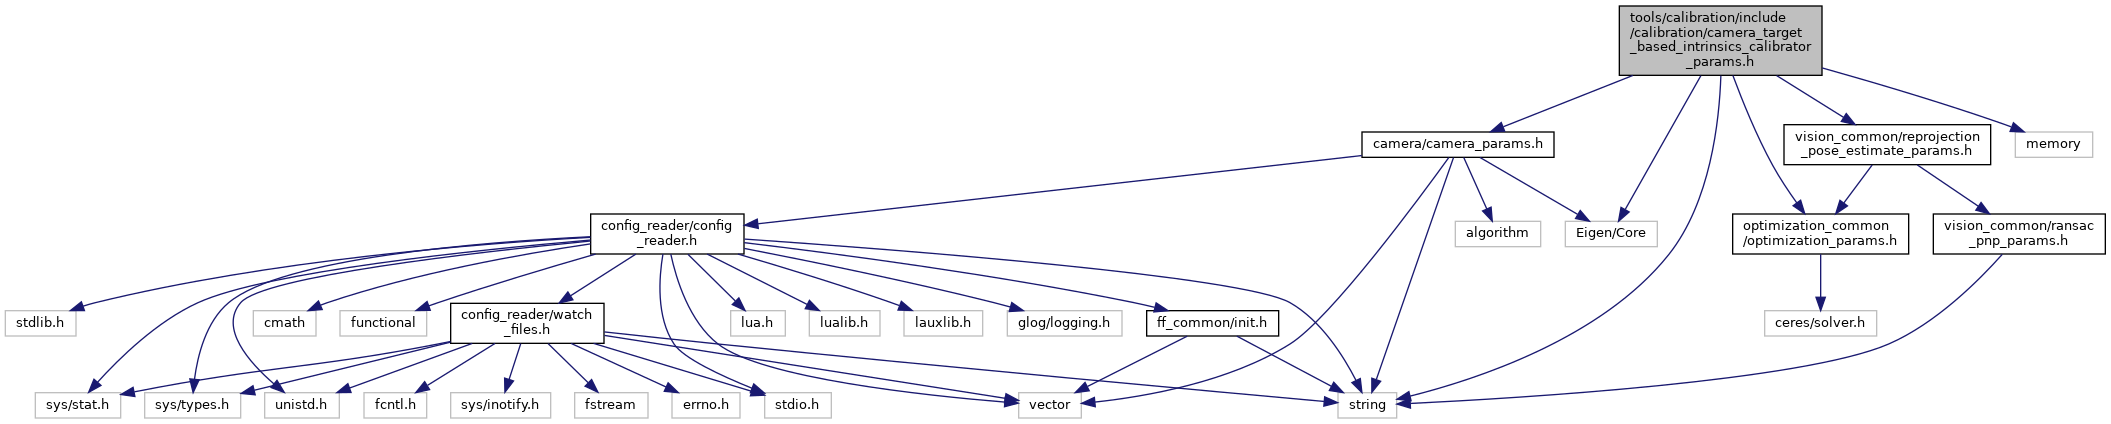 tools/calibration/include
/calibration/camera_target
_based_intrinsics_calibrator
_params.h
camera/camera_params.h
vision_common/reprojection
_pose_estimate_params.h
memory
config_reader/config
_reader.h
algorithm
Eigen/Core
optimization_common
/optimization_params.h
vision_common/ransac
_pnp_params.h
stdlib.h
cmath
functional
config_reader/watch
_files.h
lua.h
lualib.h
lauxlib.h
glog/logging.h
ff_common/init.h
ceres/solver.h
sys/stat.h
sys/types.h
unistd.h
fcntl.h
sys/inotify.h
fstream
errno.h
stdio.h
vector
string